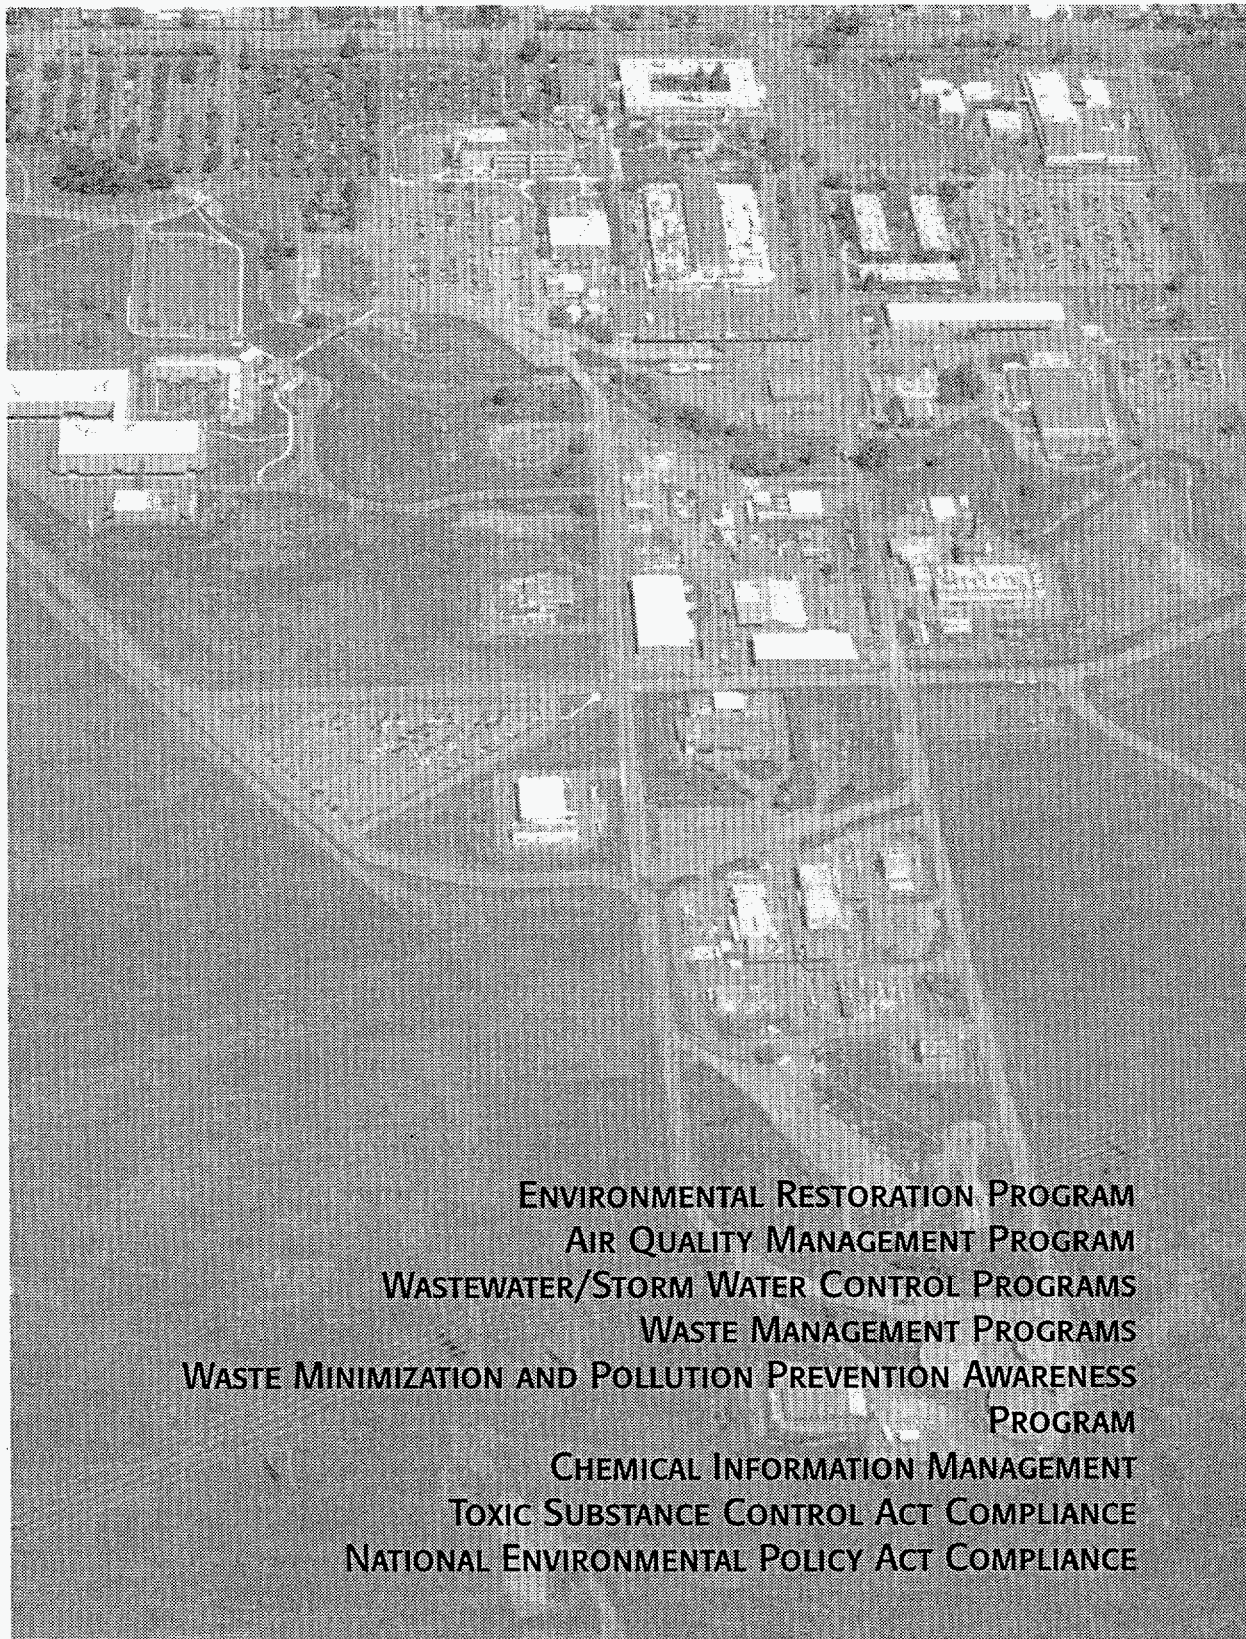 ENVIRONMENTAL RESTORATION PROGRAM
AIR QUALITY MANAGEMENT PROGRAM
WASTEWATER/STORM WATER CONTROL PROGRAMS
WASTE MANAGEMENT PROGRAMS
WASTE MINIMIZATION AND POLLUTION PREVENTION AWARENESS
PROGRAM
CHEMICAL INFORMATION MANAGEMENT
TOXIC SUBSTANCE CONTROL ACT COMPLIANCE
NATIONAL ENVIRONMENTAL POLICY ACT COMPLIANCE